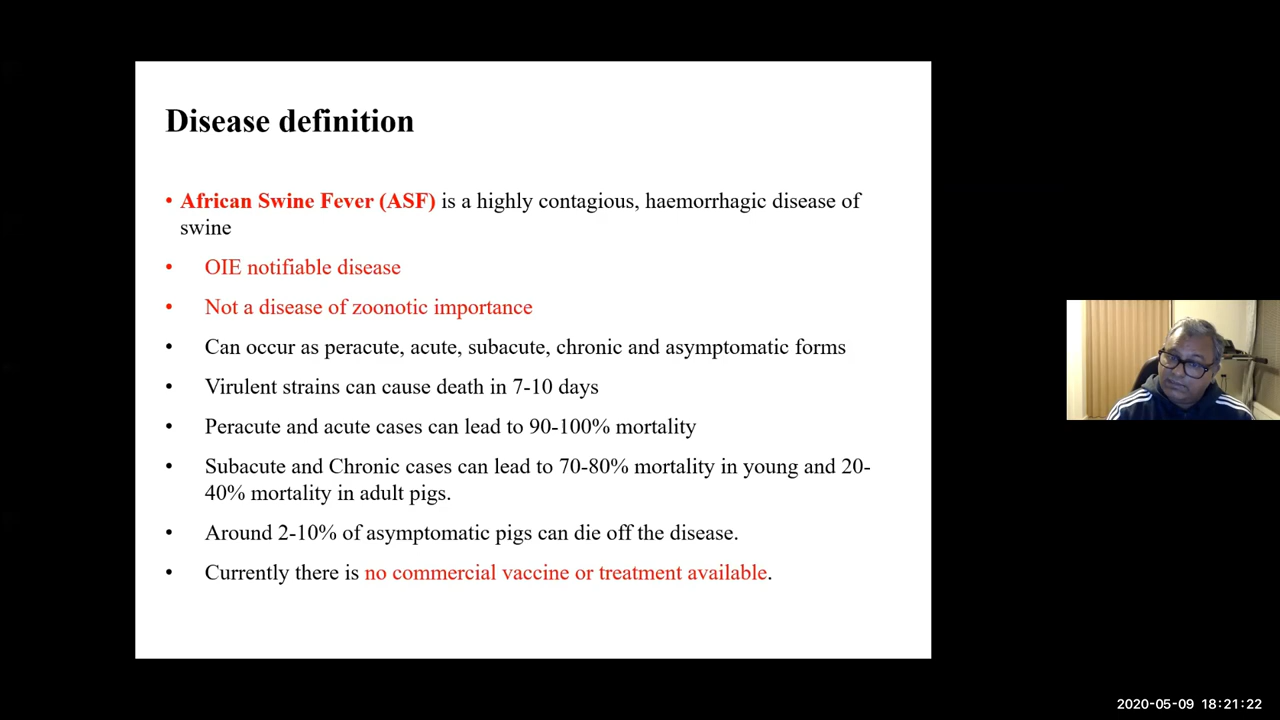 Disease definition
• African Swine Fever (ASF) is a highly contagious, haemorrhagic disease of
swine
• OIE notifiable disease
• Not a disease of zoonotic importance
• Can occur as peracute, acute, subacute, chronic and asymptomatic forms
• Virulent strains can cause death in 7-10 days
• Peracute and acute cases can lead to 90-100% mortality
• Subacute and Chronic cases can lead to 70-80% mortality in young and 20-
40% mortality in adult pigs.
• Around 2-10% of asymptomatic pigs can die off the disease.
• Currently there is no commercial vaccine or treatment available.
2020-05-09 18:21:22